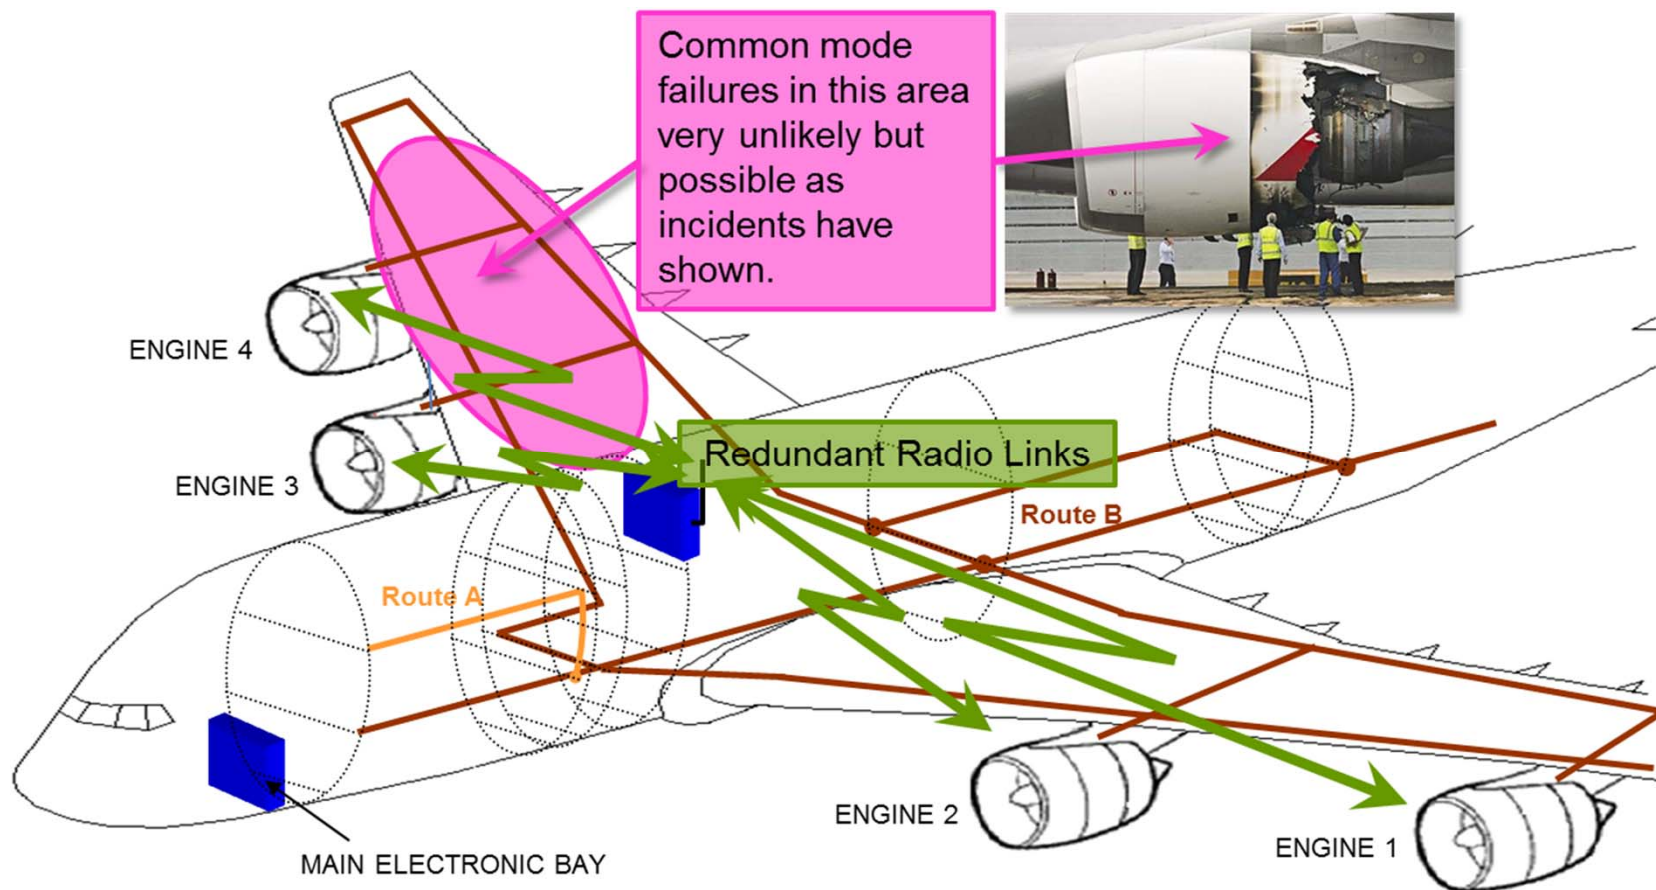 Common mode
failures in this area
very unlikely but
possible as
incidents have
shown.
ENGINE 4
ENGINE 3
Redundant Radio Links
Route B
Route A
ENGINE 2
ENGINE 1
MAIN ELECTRONIC BAY